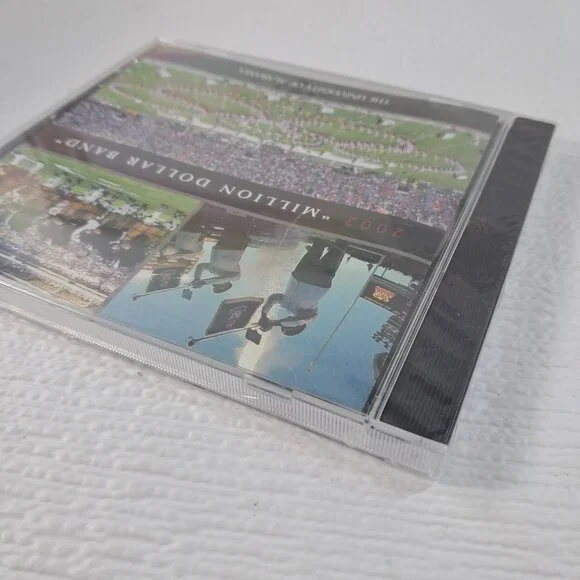 THE UNIVERSITY OF ALABAMA
2002 "MILLION DOLLAR BAND"